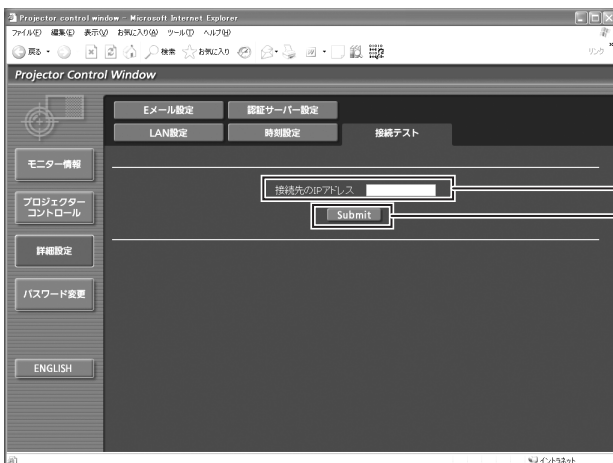 Projector control window - Microsoft Internet Explorer
ファイル(F) 編集(E) 表示(V) お気に入り(A) ツール(T) ヘルプ(H)
戻る 検索 お気に入り リンク
Projector Control Window
Eメール設定 認証サーバー設定
LAN設定 時刻設定 接続テスト
モニター情報
接続先のIPアドレス
プロジェクター
コントロール
Submit
詳細設定
パスワード変更
ENGLISH
イントラネット